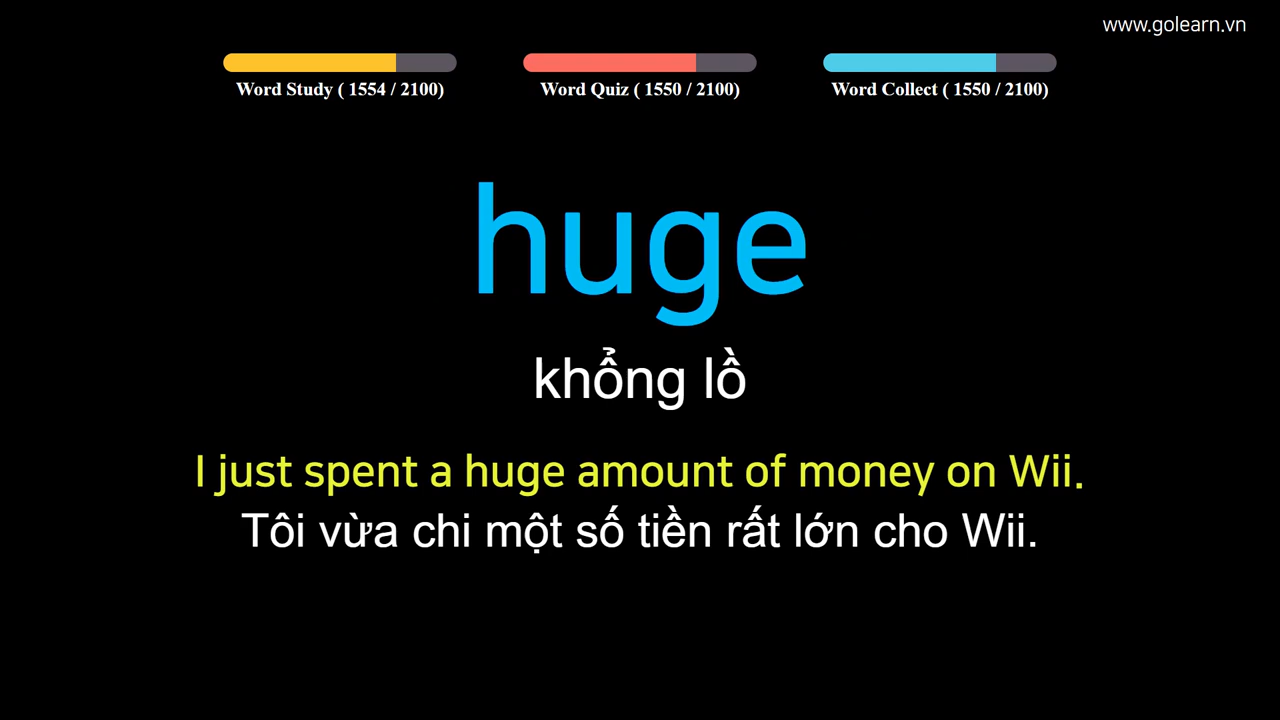 www.golearn.vn
Word Study ( 1554 / 2100)
Word Quiz ( 1550 / 2100)
Word Collect ( 1550 / 2100)
huge
khổng lồ
I just spent a huge amount of money on Wii.
Tôi vừa chi một số tiền rất lớn cho Wii.